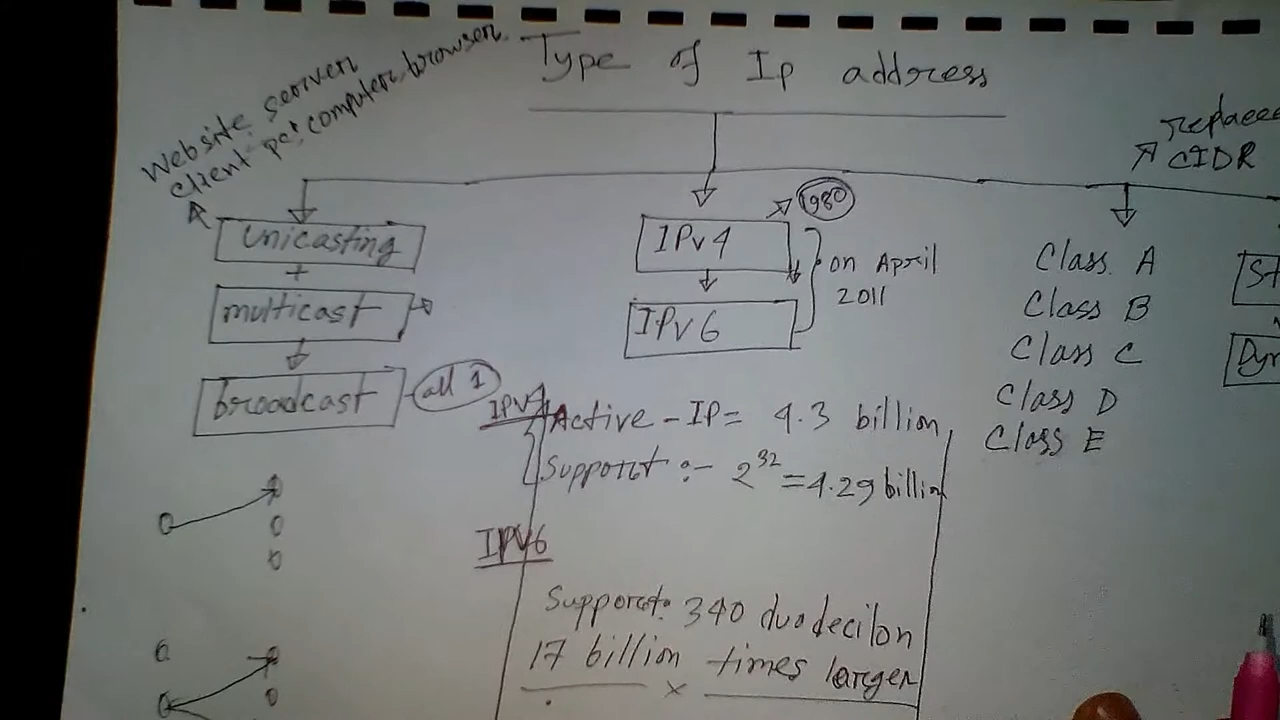 Type of Ip address
Website server
client pc, computer, browser
replaced
CIDR
unicasting
+
multicast
broadcast
all 1
IPv4
1980
IPv6
on April
2011
Class A
Class B
Class C
Class D
Class E
IPV4
Active - IP = 4.3 billion
Support :- 2^32 = 4.29 billion
IPV6
Support: 340 duodecilon
17 billion times larger
x